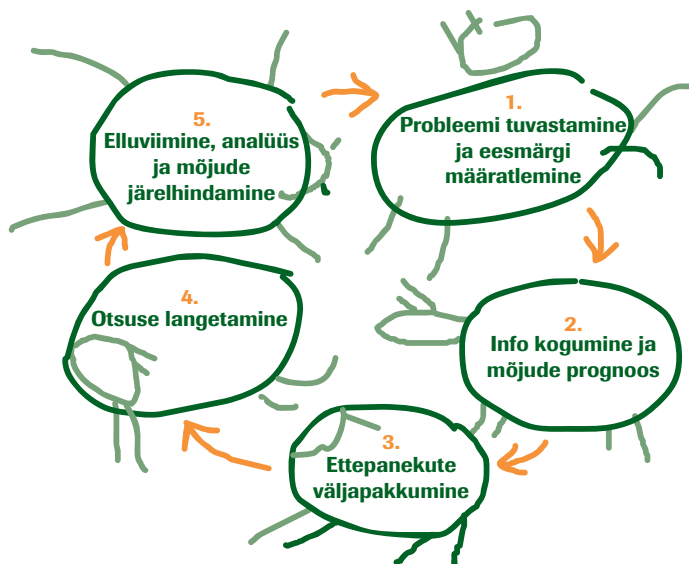 1.
Probleemi tuvastamine
ja eesmärgi
määratlemine
2.
Info kogumine ja
mõjude prognoos
3.
Ettepanekute
väljapakkumine
4.
Otsuse langetamine
5.
Elluviimine, analüüs
ja mõjude
järelhindamine